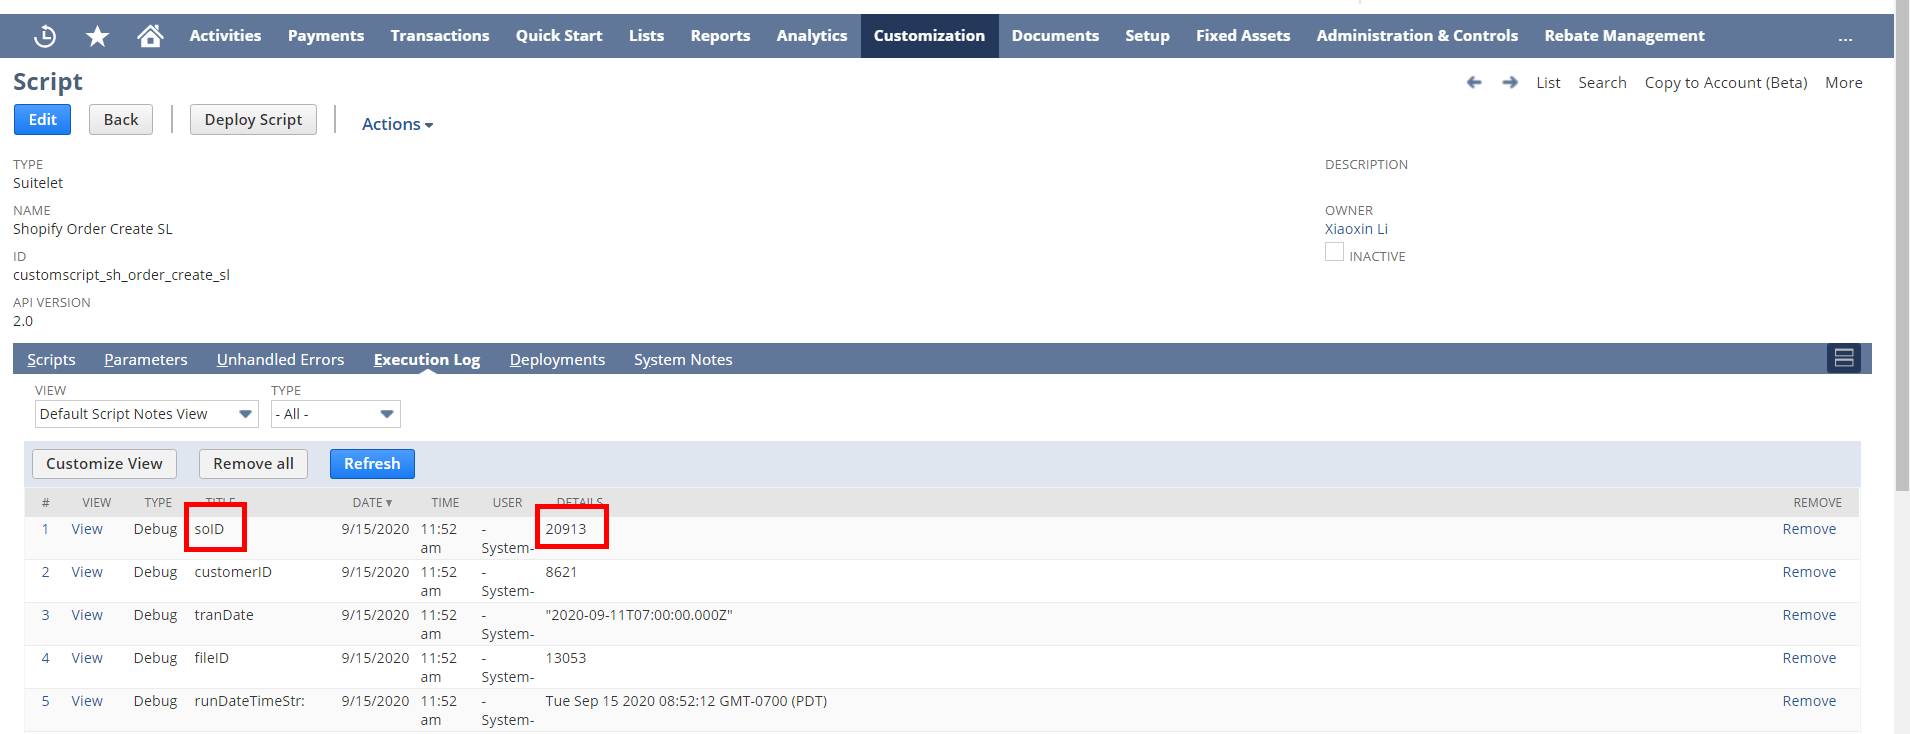 Activities Payments Transactions Quick Start Lists Reports Analytics Customization Documents Setup Fixed Assets Administration & Controls Rebate Management ...
Script
List Search Copy to Account (Beta) More
Edit Back Deploy Script Actions
TYPE
Suitelet
DESCRIPTION
NAME
Shopify Order Create SL
OWNER
Xiaoxin Li
ID
customscript_sh_order_create_sl
INACTIVE
API VERSION
2.0
Scripts Parameters Unhandled Errors Execution Log Deployments System Notes
VIEW TYPE
Default Script Notes View - All -
Customize View Remove all Refresh
# VIEW TYPE TITLE DATE TIME USER DETAILS REMOVE
1 View Debug soID 9/15/2020 11:52 - 20913 Remove
am System-
2 View Debug customerID 9/15/2020 11:52 - 8621 Remove
am System-
3 View Debug tranDate 9/15/2020 11:52 - "2020-09-11T07:00:00.000Z" Remove
am System-
4 View Debug fileID 9/15/2020 11:52 - 13053 Remove
am System-
5 View Debug runDateTimeStr: 9/15/2020 11:52 - Tue Sep 15 2020 08:52:12 GMT-0700 (PDT) Remove
am System-